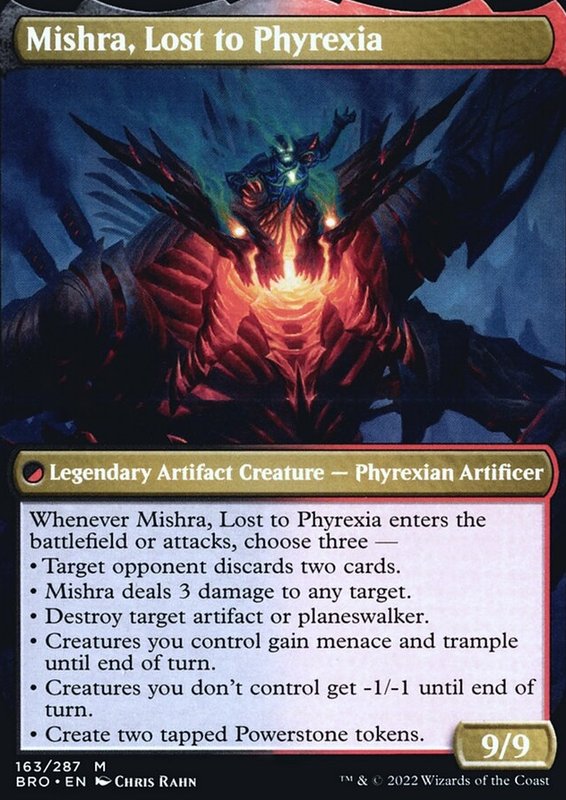 Mishra, Lost to Phyrexia
Legendary Artifact Creature — Phyrexian Artificer
Whenever Mishra, Lost to Phyrexia enters the
battlefield or attacks, choose three —
• Target opponent discards two cards.
• Mishra deals 3 damage to any target.
• Destroy target artifact or planeswalker.
• Creatures you control gain menace and trample
until end of turn.
• Creatures you don't control get -1/-1 until end of
turn.
• Create two tapped Powerstone tokens.
9/9
163/287 M
BRO • EN Chris Rahn
™ & © 2022 Wizards of the Coast